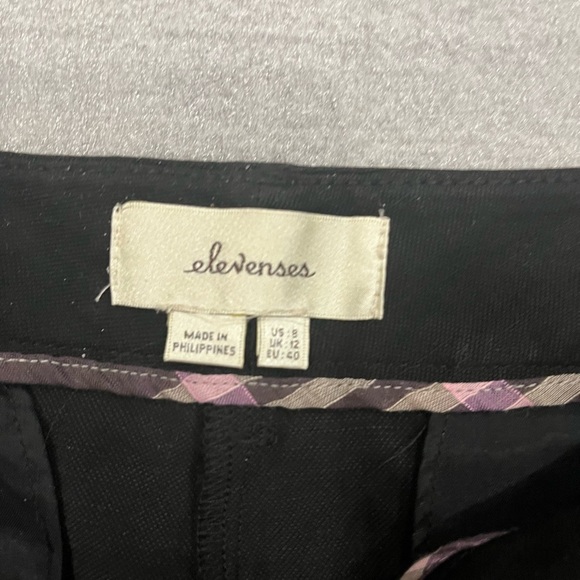 elevenses
MADE IN
PHILIPPINES
US:8
UK:12
EU:40